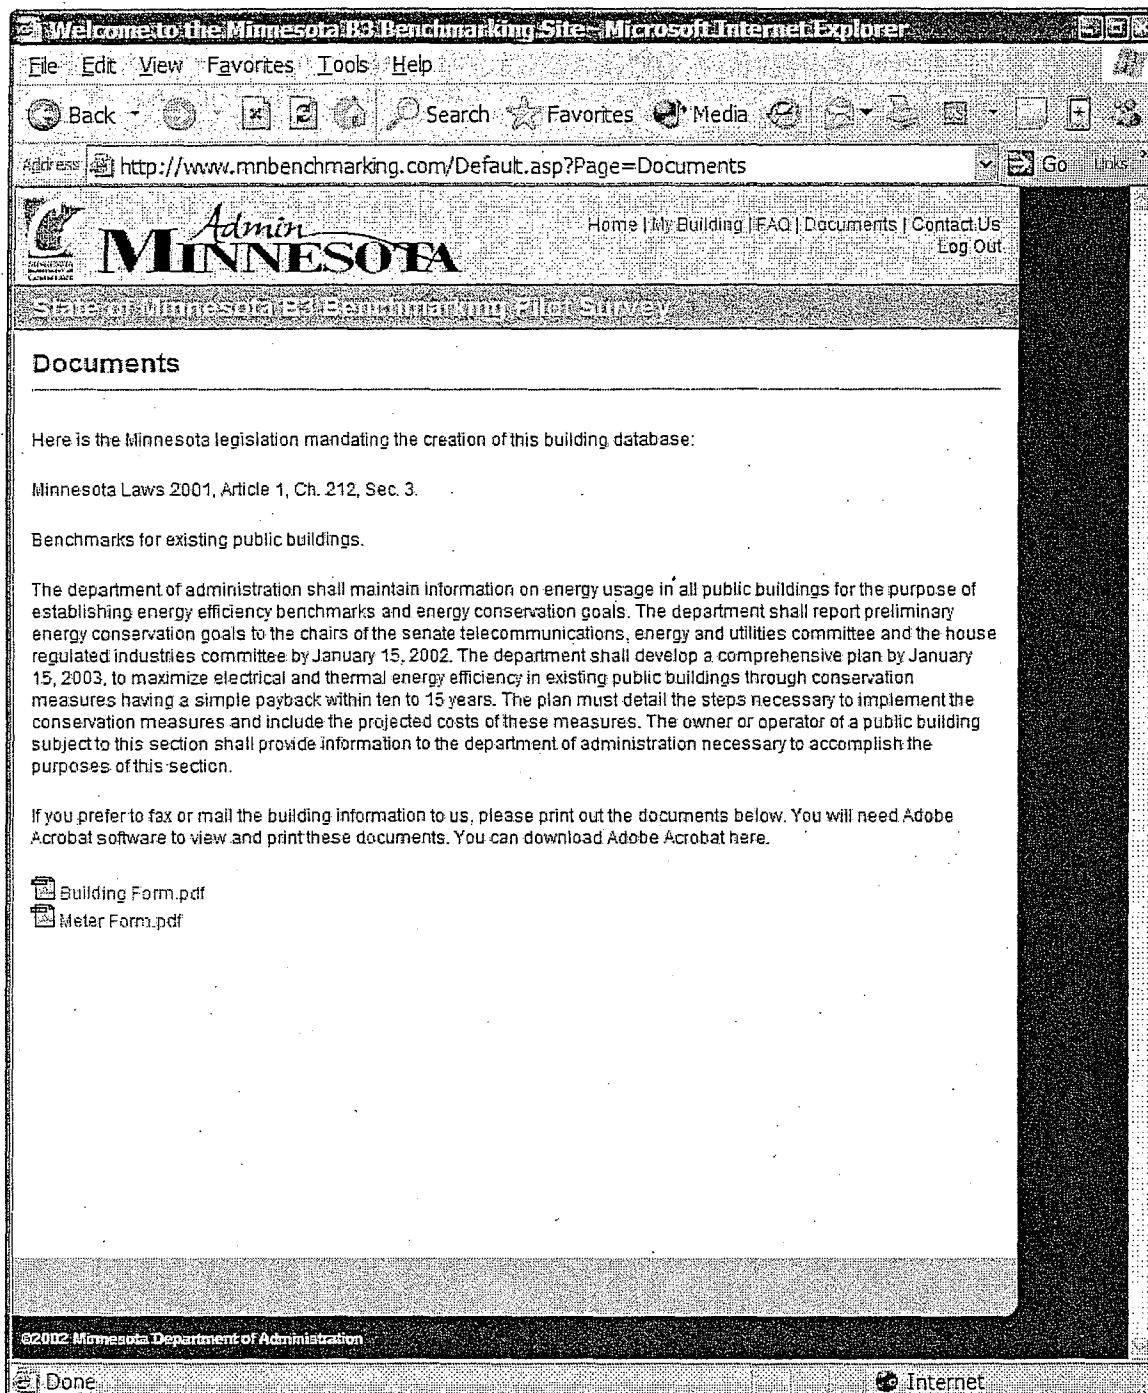 Welcome to the Minnesota B3 Benchmarking Site - Microsoft Internet Explorer
File Edit View Favorites Tools Help
Back Search Favorites Media
Address http://www.mnbenchmarking.com/Default.asp?Page=Documents Go Links
Admin
MINNESOTA
Home | My Building | FAQ | Documents | Contact Us
Log Out
State of Minnesota B3 Benchmarking Pilot Survey
Documents
Here is the Minnesota legislation mandating the creation of this building database:
Minnesota Laws 2001, Article 1, Ch. 212, Sec. 3.
Benchmarks for existing public buildings.
The department of administration shall maintain information on energy usage in all public buildings for the purpose of
establishing energy efficiency benchmarks and energy conservation goals. The department shall report preliminary
energy conservation goals to the chairs of the senate telecommunications, energy and utilities committee and the house
regulated industries committee by January 15, 2002. The department shall develop a comprehensive plan by January
15, 2003, to maximize electrical and thermal energy efficiency in existing public buildings through conservation
measures having a simple payback within ten to 15 years. The plan must detail the steps necessary to implement the
conservation measures and include the projected costs of these measures. The owner or operator of a public building
subject to this section shall provide information to the department of administration necessary to accomplish the
purposes of this section.
If you prefer to fax or mail the building information to us, please print out the documents below. You will need Adobe
Acrobat software to view and print these documents. You can download Adobe Acrobat here.
Building Form.pdf
Meter Form.pdf
©2002 Minnesota Department of Administration
Done Internet